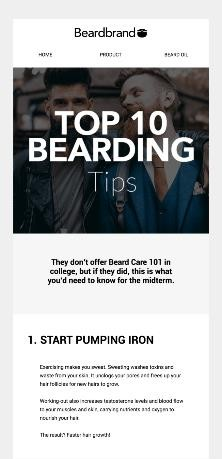 Beardbrand
HOME PRODUCT BEARD OIL
TOP 10
BEARDING
Tips
They don't offer Beard Care 101 in
college, but if they did, this is what
you'd need to know for the midterm.
1. START PUMPING IRON
Exercising makes you sweat. Sweating washes toxins and
waste from your skin. It unclogs your pores and frees up your
hair follicles for new hairs to grow.
Working out also increases testosterone levels and blood flow
to your muscles and skin, carrying nutrients and oxygen to
nourish your hair.
The result? Faster hair growth!